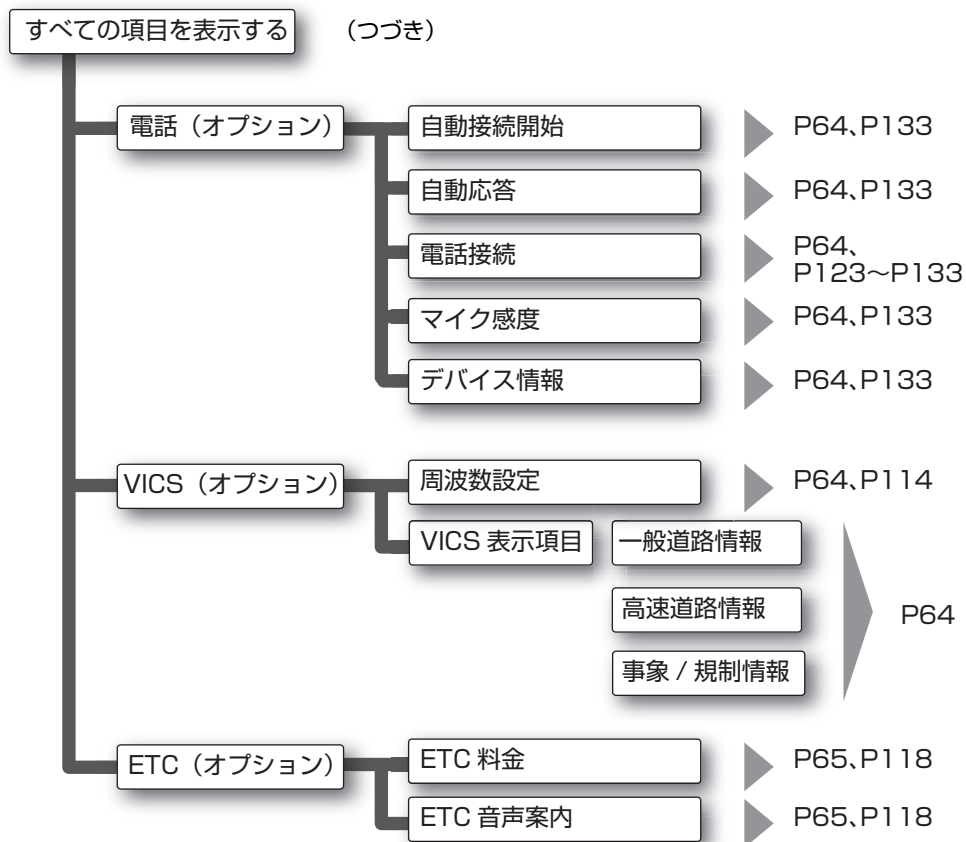 すべての項目を表示する (つづき)
電話（オプション）
自動接続開始 P64、P133
自動応答 P64、P133
電話接続 P64、
P123～P133
マイク感度 P64、P133
デバイス情報 P64、P133
VICS（オプション）
周波数設定 P64、P114
VICS 表示項目
一般道路情報
高速道路情報
事象 / 規制情報
P64
ETC（オプション）
ETC 料金 P65、P118
ETC 音声案内 P65、P118